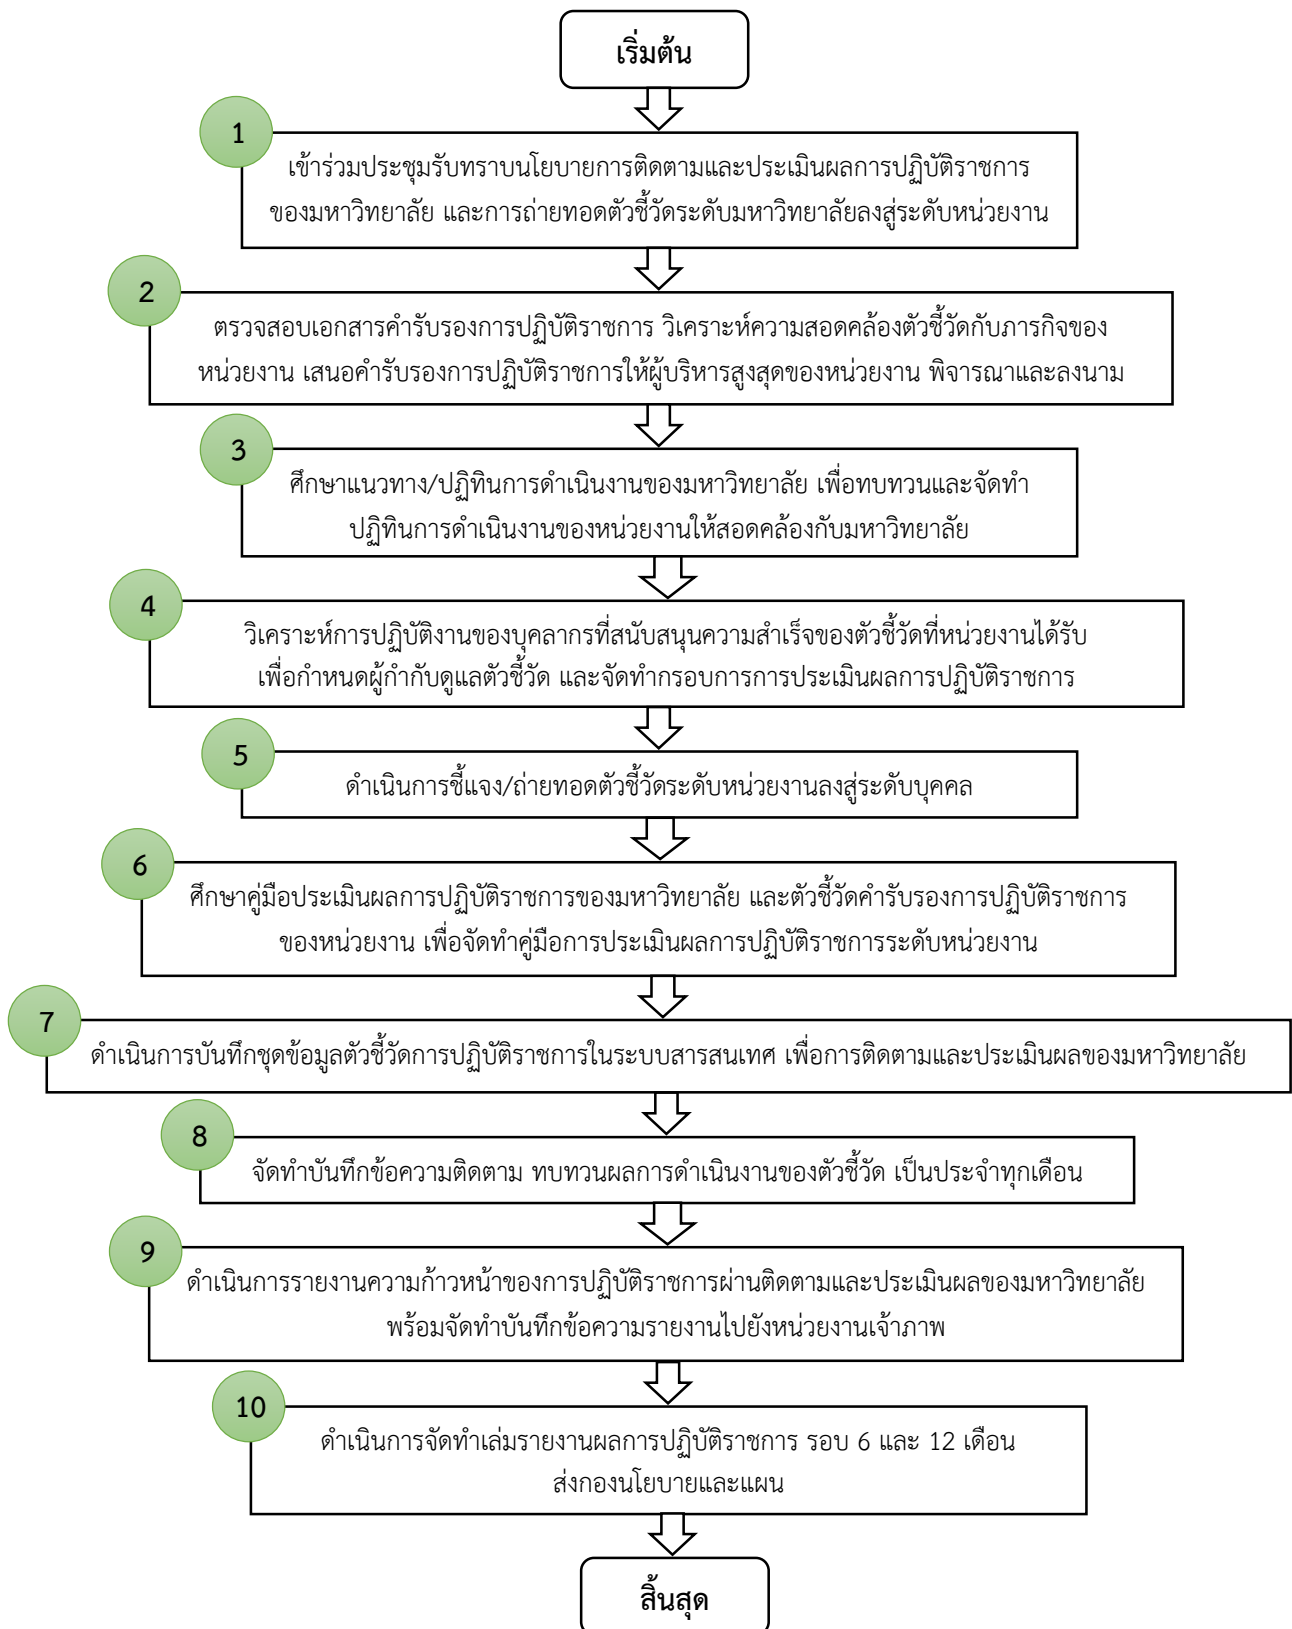 เริ่มต้น
1
เข้าร่วมประชุมรับทราบนโยบายการติดตามและประเมินผลการปฏิบัติราชการ
ของมหาวิทยาลัย และการถ่ายทอดตัวชี้วัดระดับมหาวิทยาลัยลงสู่ระดับหน่วยงาน
2
ตรวจสอบเอกสารคำรับรองการปฏิบัติราชการ วิเคราะห์ความสอดคล้องตัวชี้วัดกับภารกิจของ
หน่วยงาน เสนอคำรับรองการปฏิบัติราชการให้ผู้บริหารสูงสุดของหน่วยงาน พิจารณาและลงนาม
3
ศึกษาแนวทาง/ปฏิทินการดำเนินงานของมหาวิทยาลัย เพื่อทบทวนและจัดทำ
ปฏิทินการดำเนินงานของหน่วยงานให้สอดคล้องกับมหาวิทยาลัย
4
วิเคราะห์การปฏิบัติงานของบุคลากรที่สนับสนุนความสำเร็จของตัวชี้วัดที่หน่วยงานได้รับ
เพื่อกำหนดผู้กำกับดูแลตัวชี้วัด และจัดทำกรอบการการประเมินผลการปฏิบัติราชการ
5
ดำเนินการชี้แจง/ถ่ายทอดตัวชี้วัดระดับหน่วยงานลงสู่ระดับบุคคล
6
ศึกษาคู่มือประเมินผลการปฏิบัติราชการของมหาวิทยาลัย และตัวชี้วัดคำรับรองการปฏิบัติราชการ
ของหน่วยงาน เพื่อจัดทำคู่มือการประเมินผลการปฏิบัติราชการระดับหน่วยงาน
7
ดำเนินการบันทึกชุดข้อมูลตัวชี้วัดการปฏิบัติราชการในระบบสารสนเทศ เพื่อการติดตามและประเมินผลของมหาวิทยาลัย
8
จัดทำบันทึกข้อความติดตาม ทบทวนผลการดำเนินงานของตัวชี้วัด เป็นประจำทุกเดือน
9
ดำเนินการรายงานความก้าวหน้าของการปฏิบัติราชการผ่านติดตามและประเมินผลของมหาวิทยาลัย
พร้อมจัดทำบันทึกข้อความรายงานไปยังหน่วยงานเจ้าภาพ
10
ดำเนินการจัดทำเล่มรายงานผลการปฏิบัติราชการ รอบ 6 และ 12 เดือน
ส่งกองนโยบายและแผน
สิ้นสุด